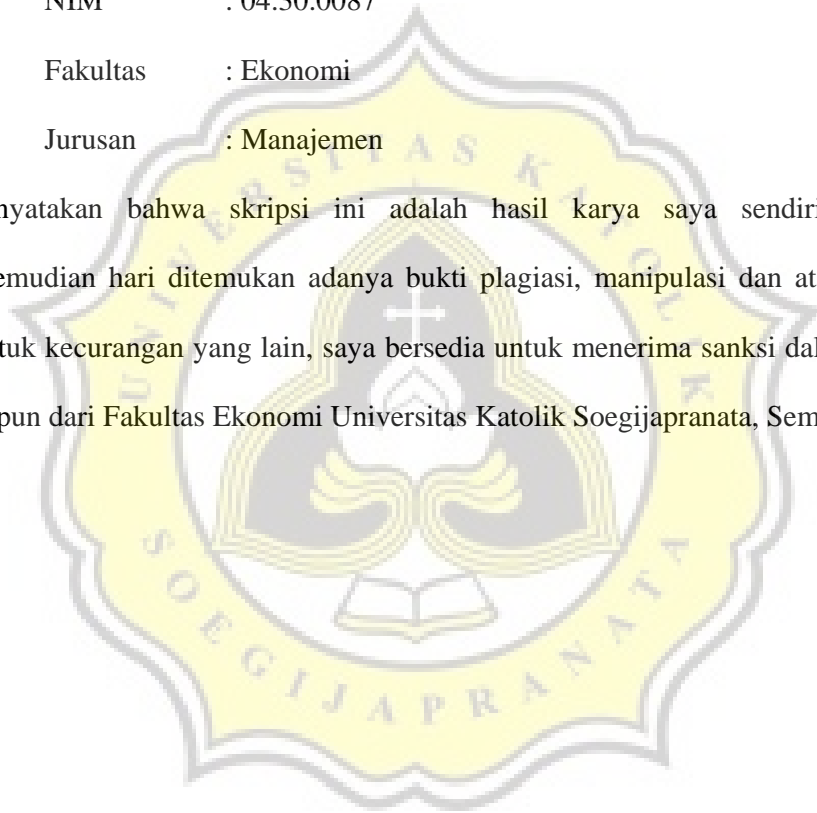 NIM : 04.30.0087
Fakultas : Ekonomi
Jurusan : Manajemen
nyatakan bahwa skripsi ini adalah hasil karya saya sendiri
emudian hari ditemukan adanya bukti plagiasi, manipulasi dan at
tuk kecurangan yang lain, saya bersedia untuk menerima sanksi dal
pun dari Fakultas Ekonomi Universitas Katolik Soegijapranata, Sem
UNIVERSITAS KATOLIK
SOEGIJAPRANATA